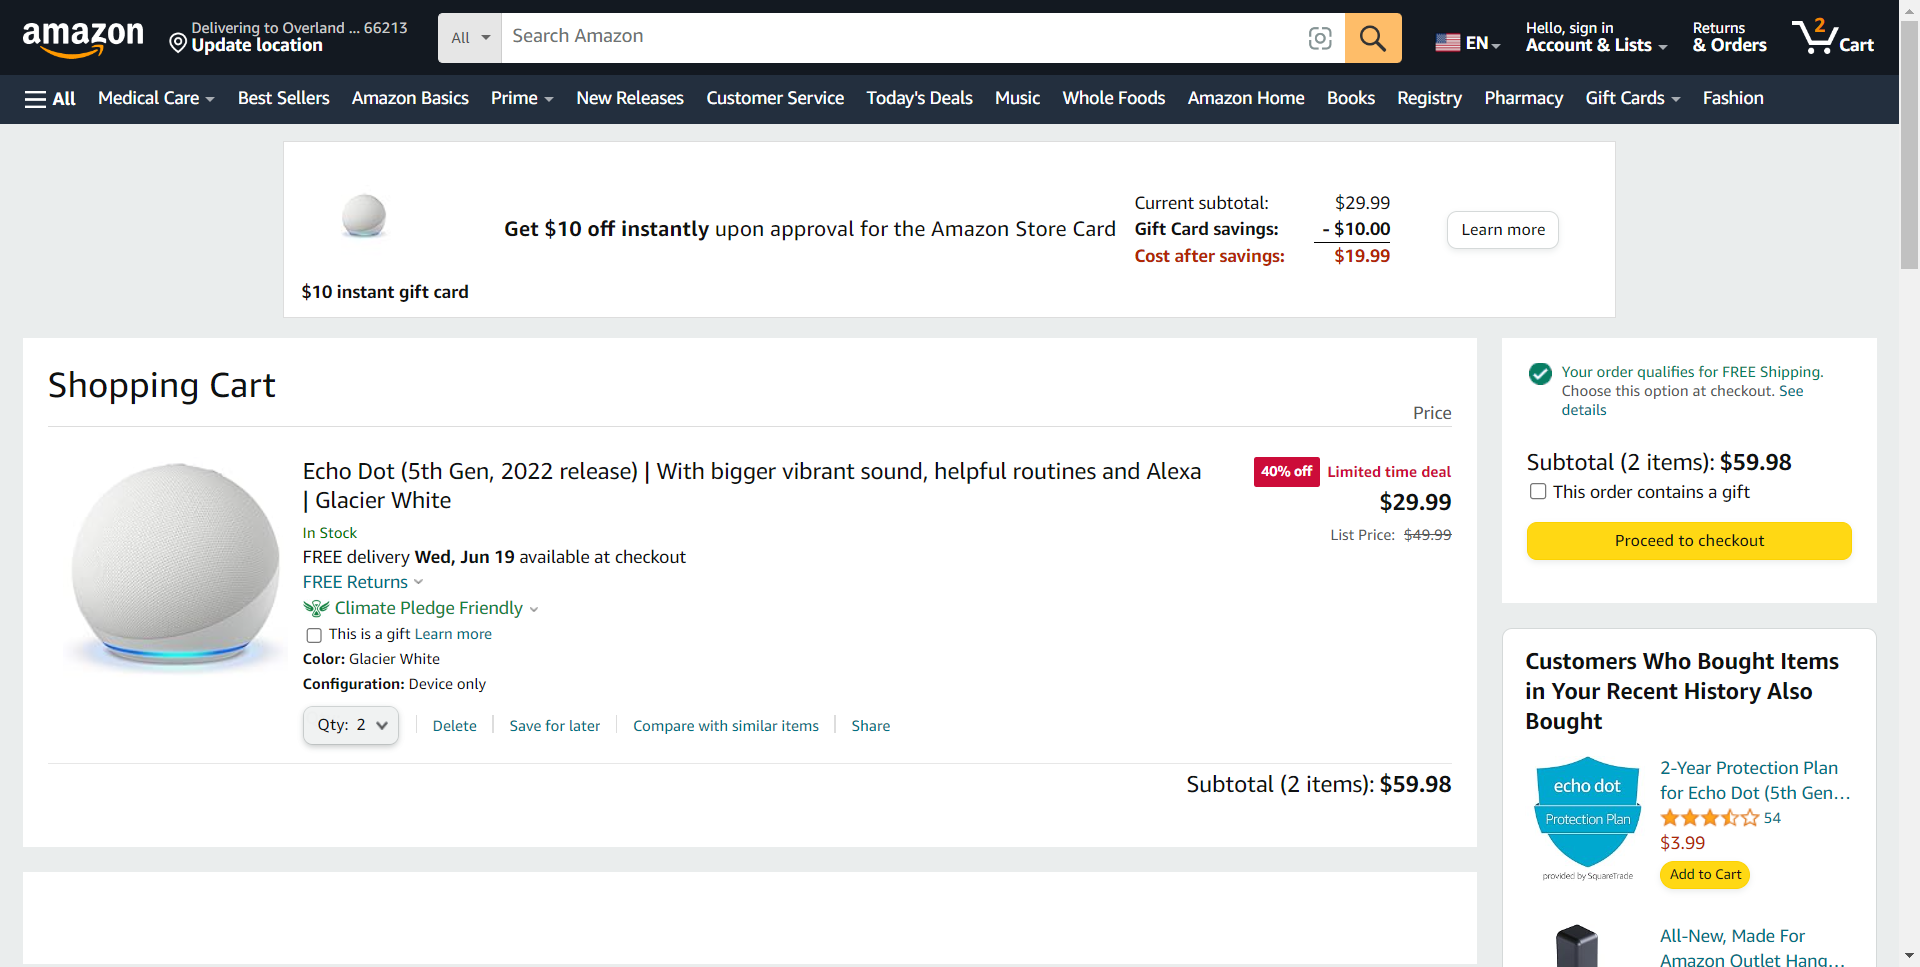 amazon
Delivering to Overland ... 66213
Update location
All
Search Amazon
EN
Hello, sign in
Account & Lists
Returns
& Orders
2
Cart
All
Medical Care
Best Sellers
Amazon Basics
Prime
New Releases
Customer Service
Today's Deals
Music
Whole Foods
Amazon Home
Books
Registry
Pharmacy
Gift Cards
Fashion
$10 instant gift card
Get $10 off instantly upon approval for the Amazon Store Card
Current subtotal: $29.99
Gift Card savings: - $10.00
Cost after savings: $19.99
Learn more
Shopping Cart
Price
Echo Dot (5th Gen, 2022 release) | With bigger vibrant sound, helpful routines and Alexa
| Glacier White
40% off Limited time deal
$29.99
List Price: $49.99
In Stock
FREE delivery Wed, Jun 19 available at checkout
FREE Returns
Climate Pledge Friendly
This is a gift Learn more
Color: Glacier White
Configuration: Device only
Qty: 2
Delete
Save for later
Compare with similar items
Share
Subtotal (2 items): $59.98
Your order qualifies for FREE Shipping.
Choose this option at checkout. See
details
Subtotal (2 items): $59.98
This order contains a gift
Proceed to checkout
Customers Who Bought Items
in Your Recent History Also
Bought
echo dot
Protection Plan
provided by SquareTrade
2-Year Protection Plan
for Echo Dot (5th Gen...
54
$3.99
Add to Cart
All-New, Made For
Amazon Outlet Hang...